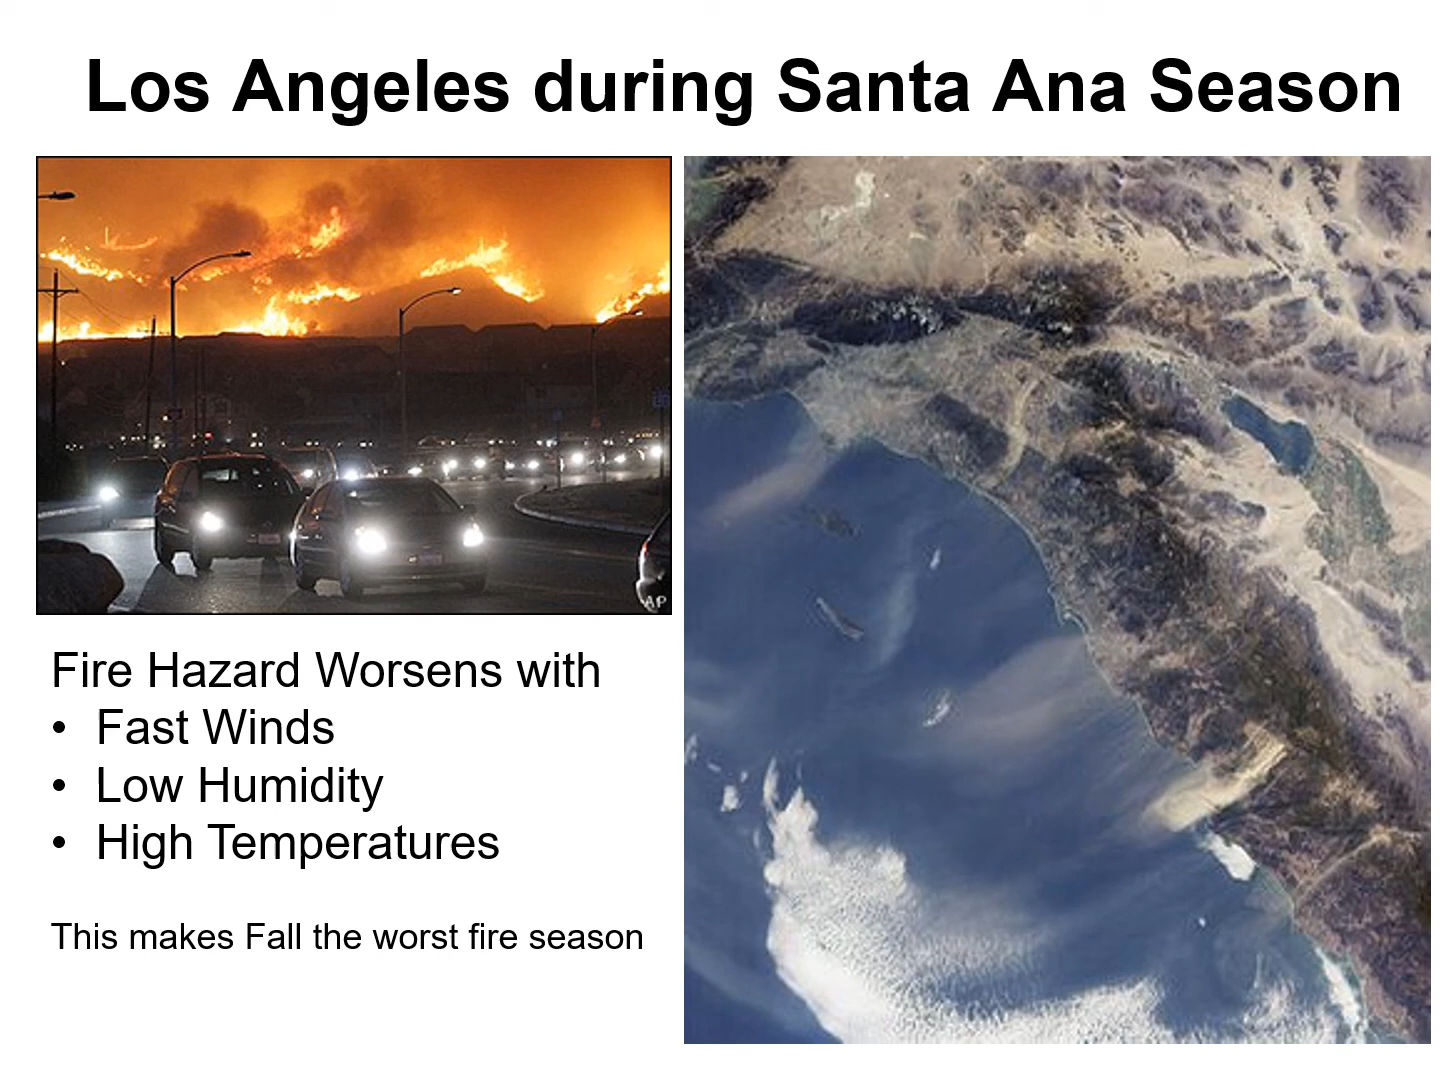 Los Angeles during Santa Ana Season
AP
Fire Hazard Worsens with
• Fast Winds
• Low Humidity
• High Temperatures
This makes Fall the worst fire season